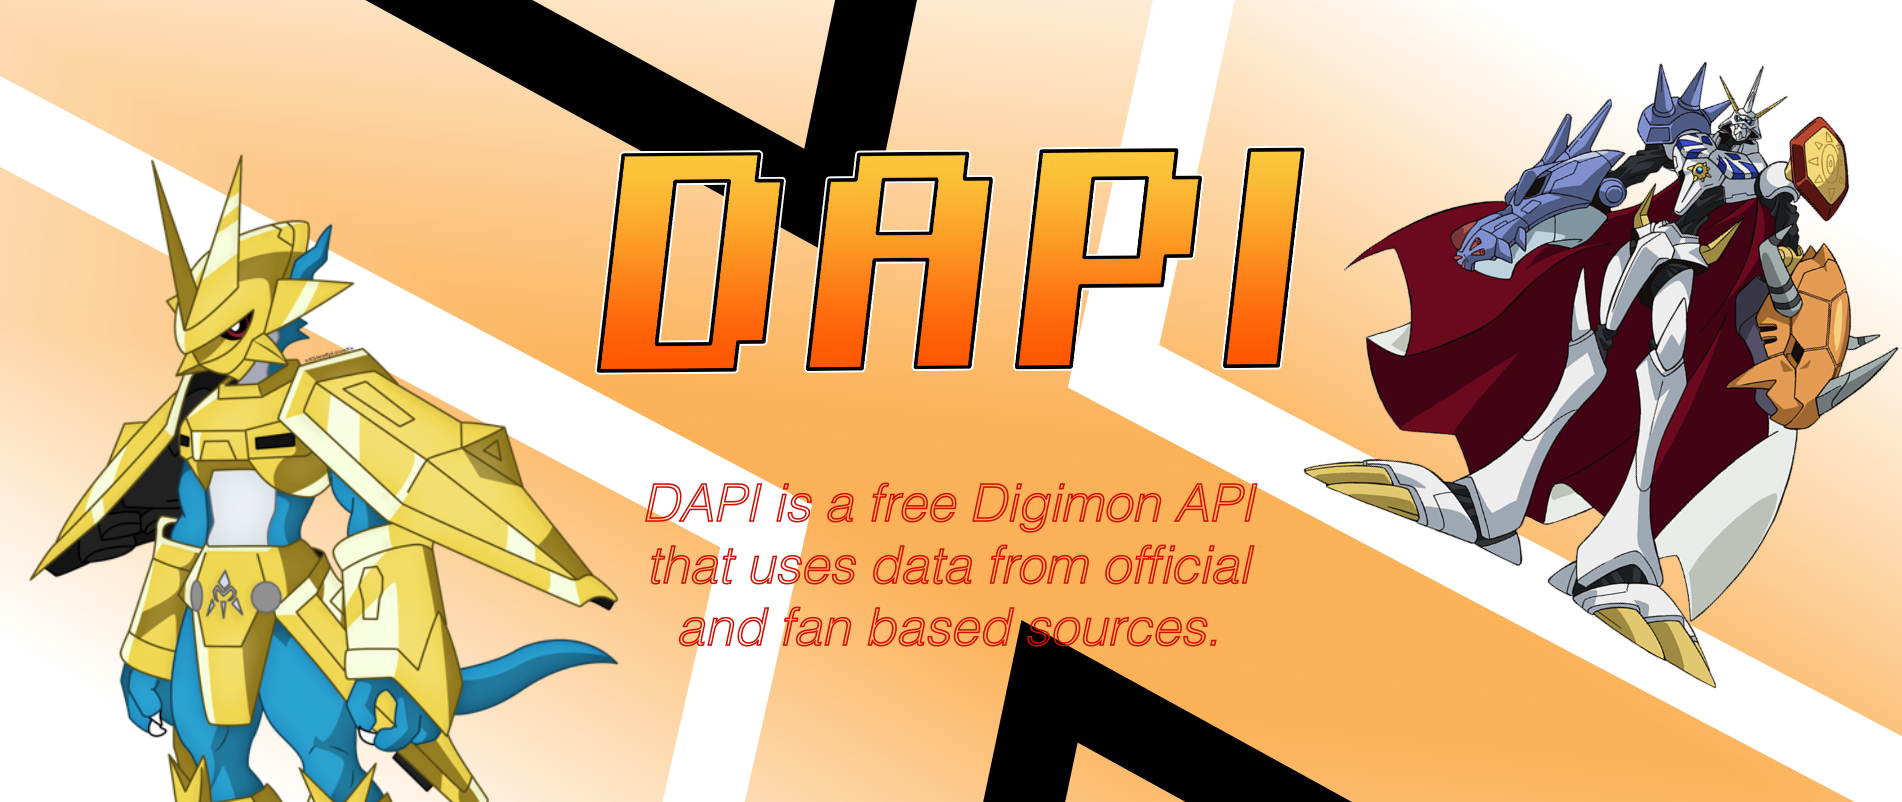 DAPI
DAPI is a free Digimon API
that uses data from official
and fan based sources.